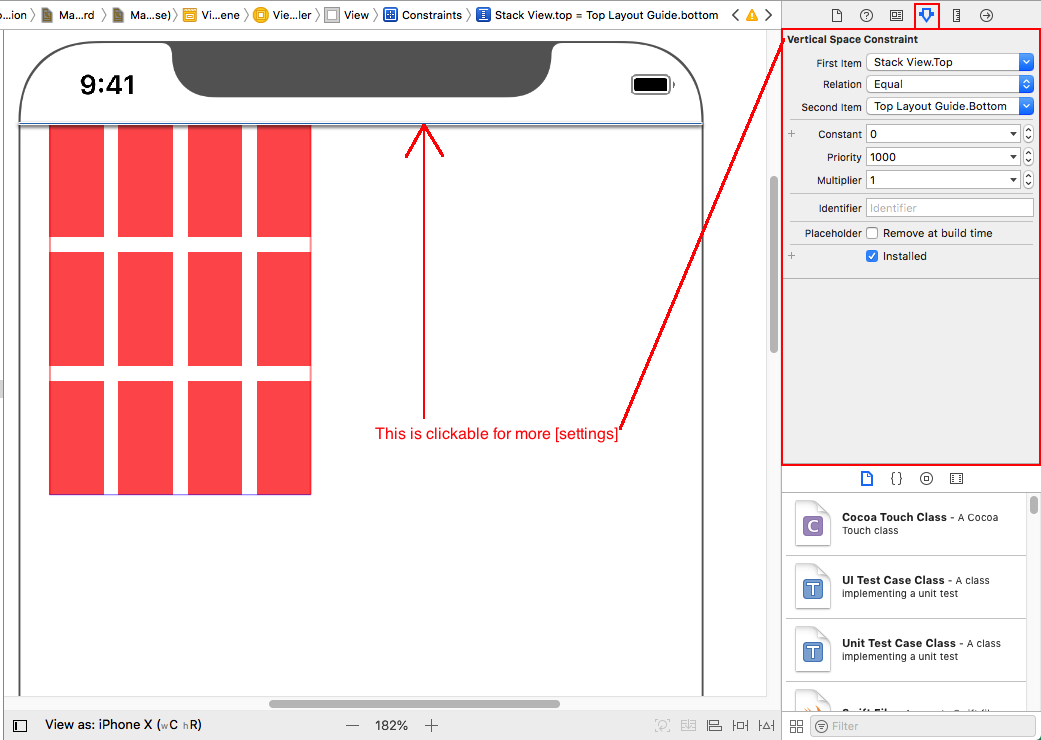 o...ion Ma...rd Ma...se) Vi...ene Vie...ler View Constraints Stack View.top = Top Layout Guide.bottom
Vertical Space Constraint
First Item Stack View.Top
Relation Equal
Second Item Top Layout Guide.Bottom
Constant 0
Priority 1000
Multiplier 1
Identifier Identifier
Placeholder Remove at build time
Installed
9:41
This is clickable for more [settings]
{}
C
Cocoa Touch Class - A Cocoa
Touch class
T
UI Test Case Class - A class
implementing a unit test
T
Unit Test Case Class - A class
implementing a unit test
View as: iPhone X (wC hR)
182%
Filter